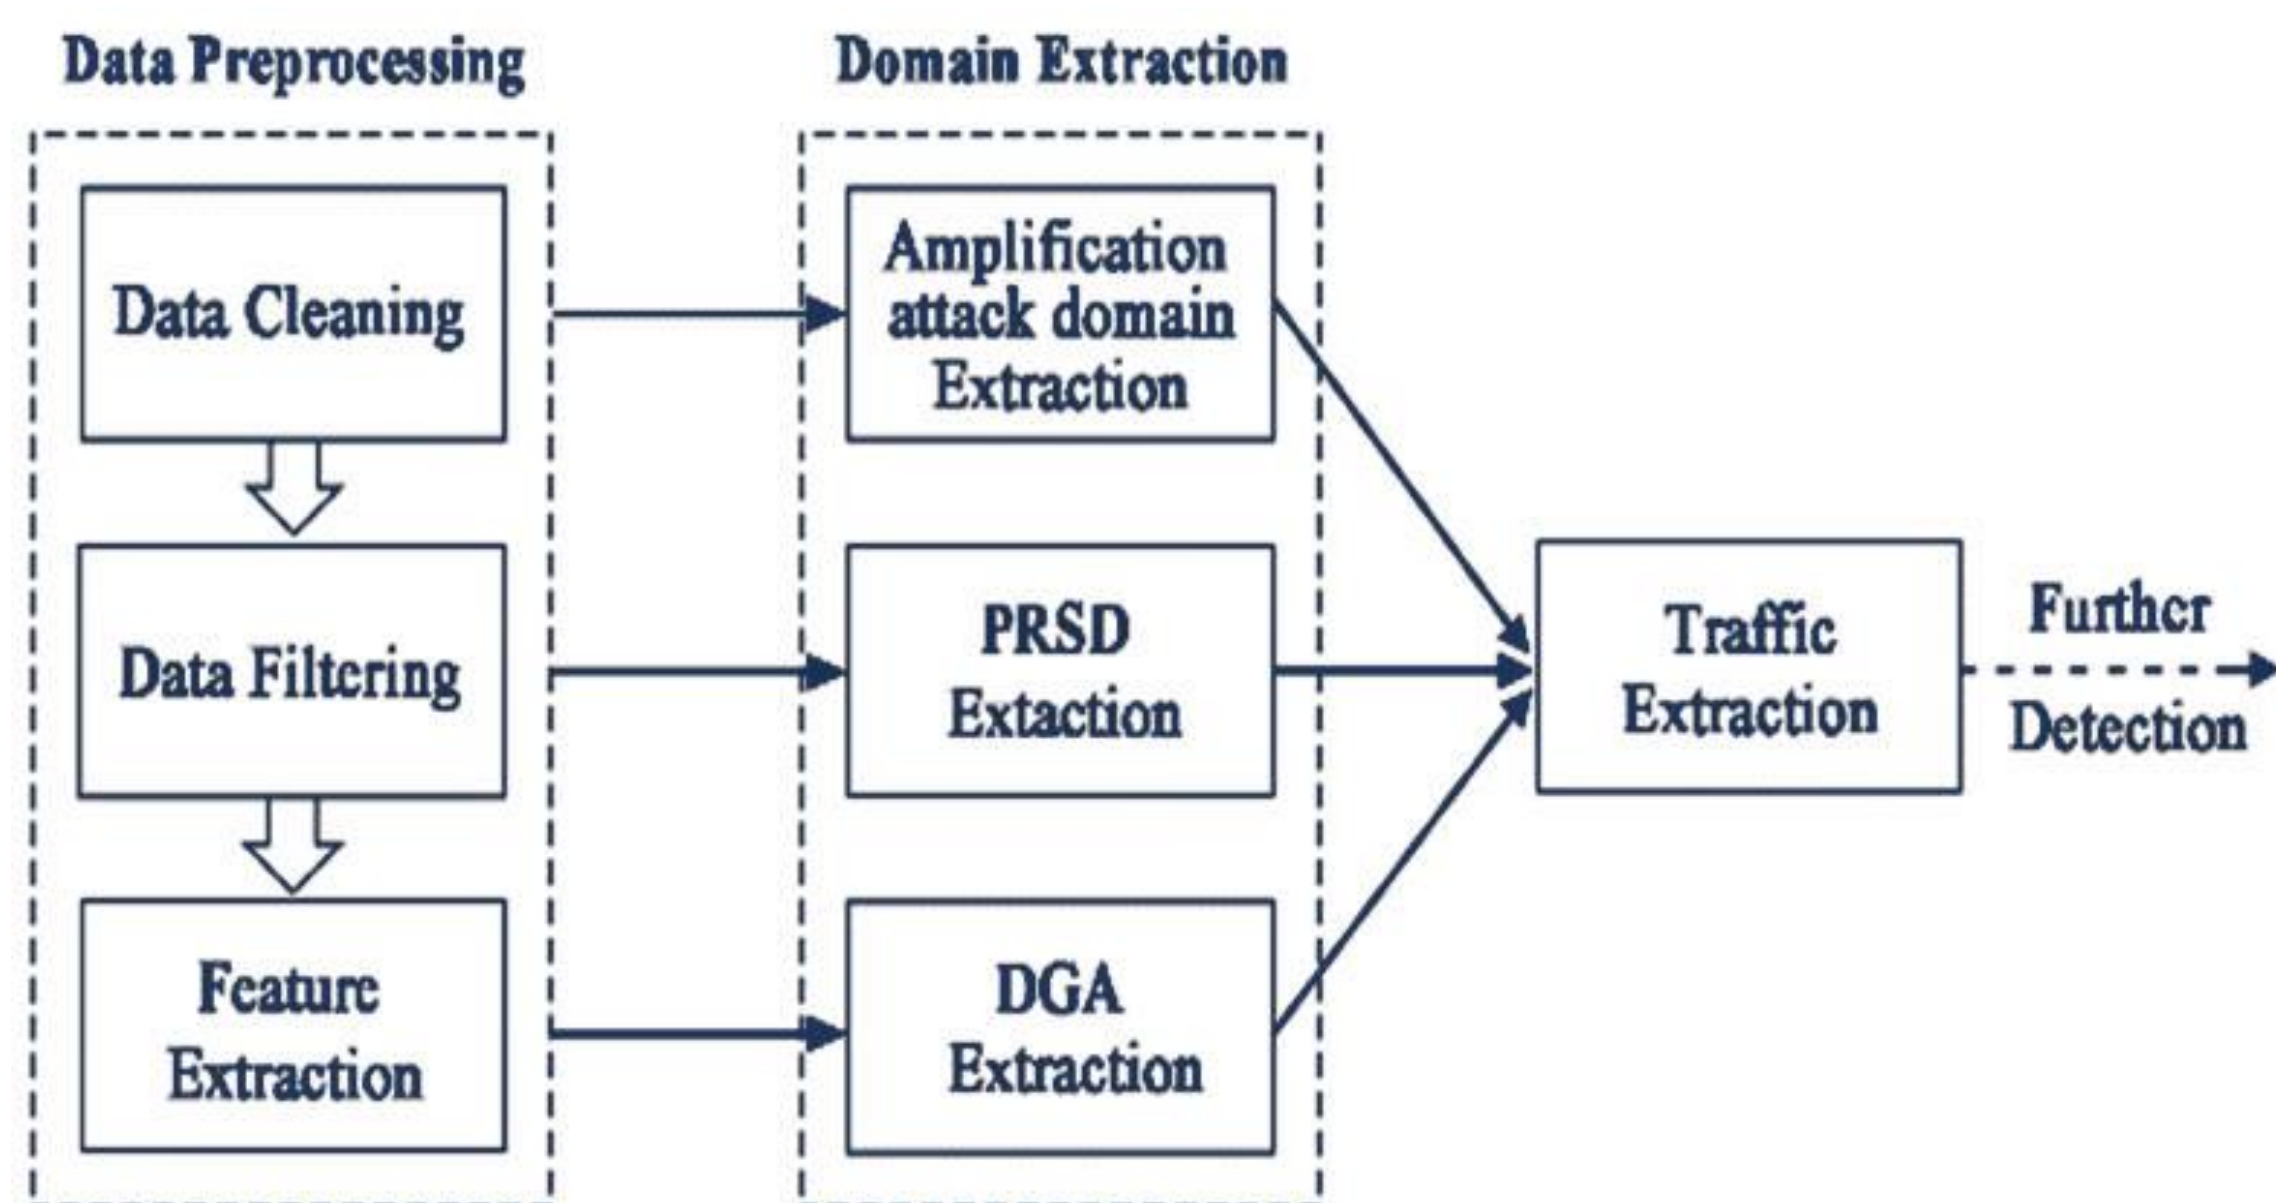 Data Preprocessing
Data Cleaning
Data Filtering
Feature
Extraction
Domain Extraction
Amplification
attack domain
Extraction
PRSD
Extaction
DGA
Extraction
Traffic
Extraction
Further
Detection